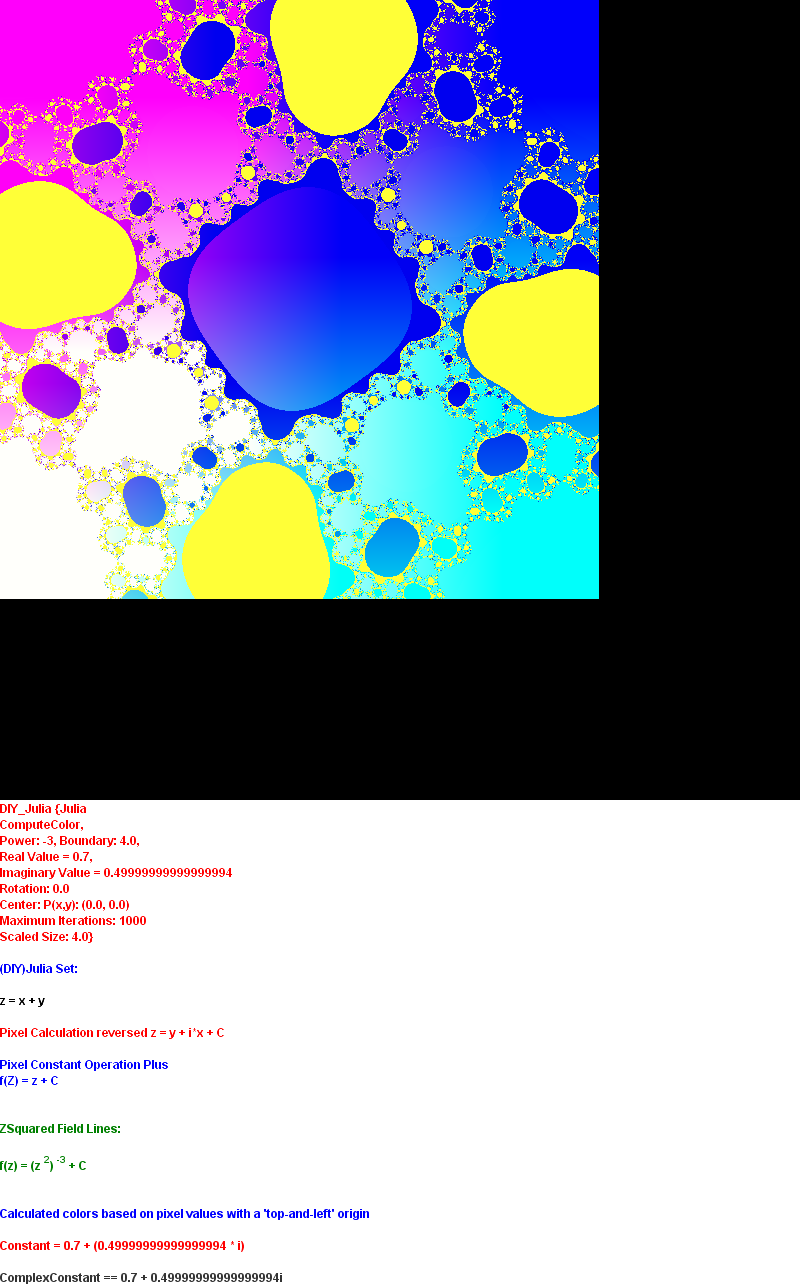 DIY_Julia {Julia
ComputeColor,
Power: -3, Boundary: 4.0,
Real Value = 0.7,
Imaginary Value = 0.49999999999999994
Rotation: 0.0
Center: P(x,y): (0.0, 0.0)
Maximum Iterations: 1000
Scaled Size: 4.0}
(DIY)Julia Set:
z = x + y
Pixel Calculation reversed z = y + i*x + C
Pixel Constant Operation Plus
f(Z) = z + C
ZSquared Field Lines:
f(z) = (z 2) -3 + C
Calculated colors based on pixel values with a 'top-and-left' origin
Constant = 0.7 + (0.49999999999999994 * i)
ComplexConstant == 0.7 + 0.49999999999999994i